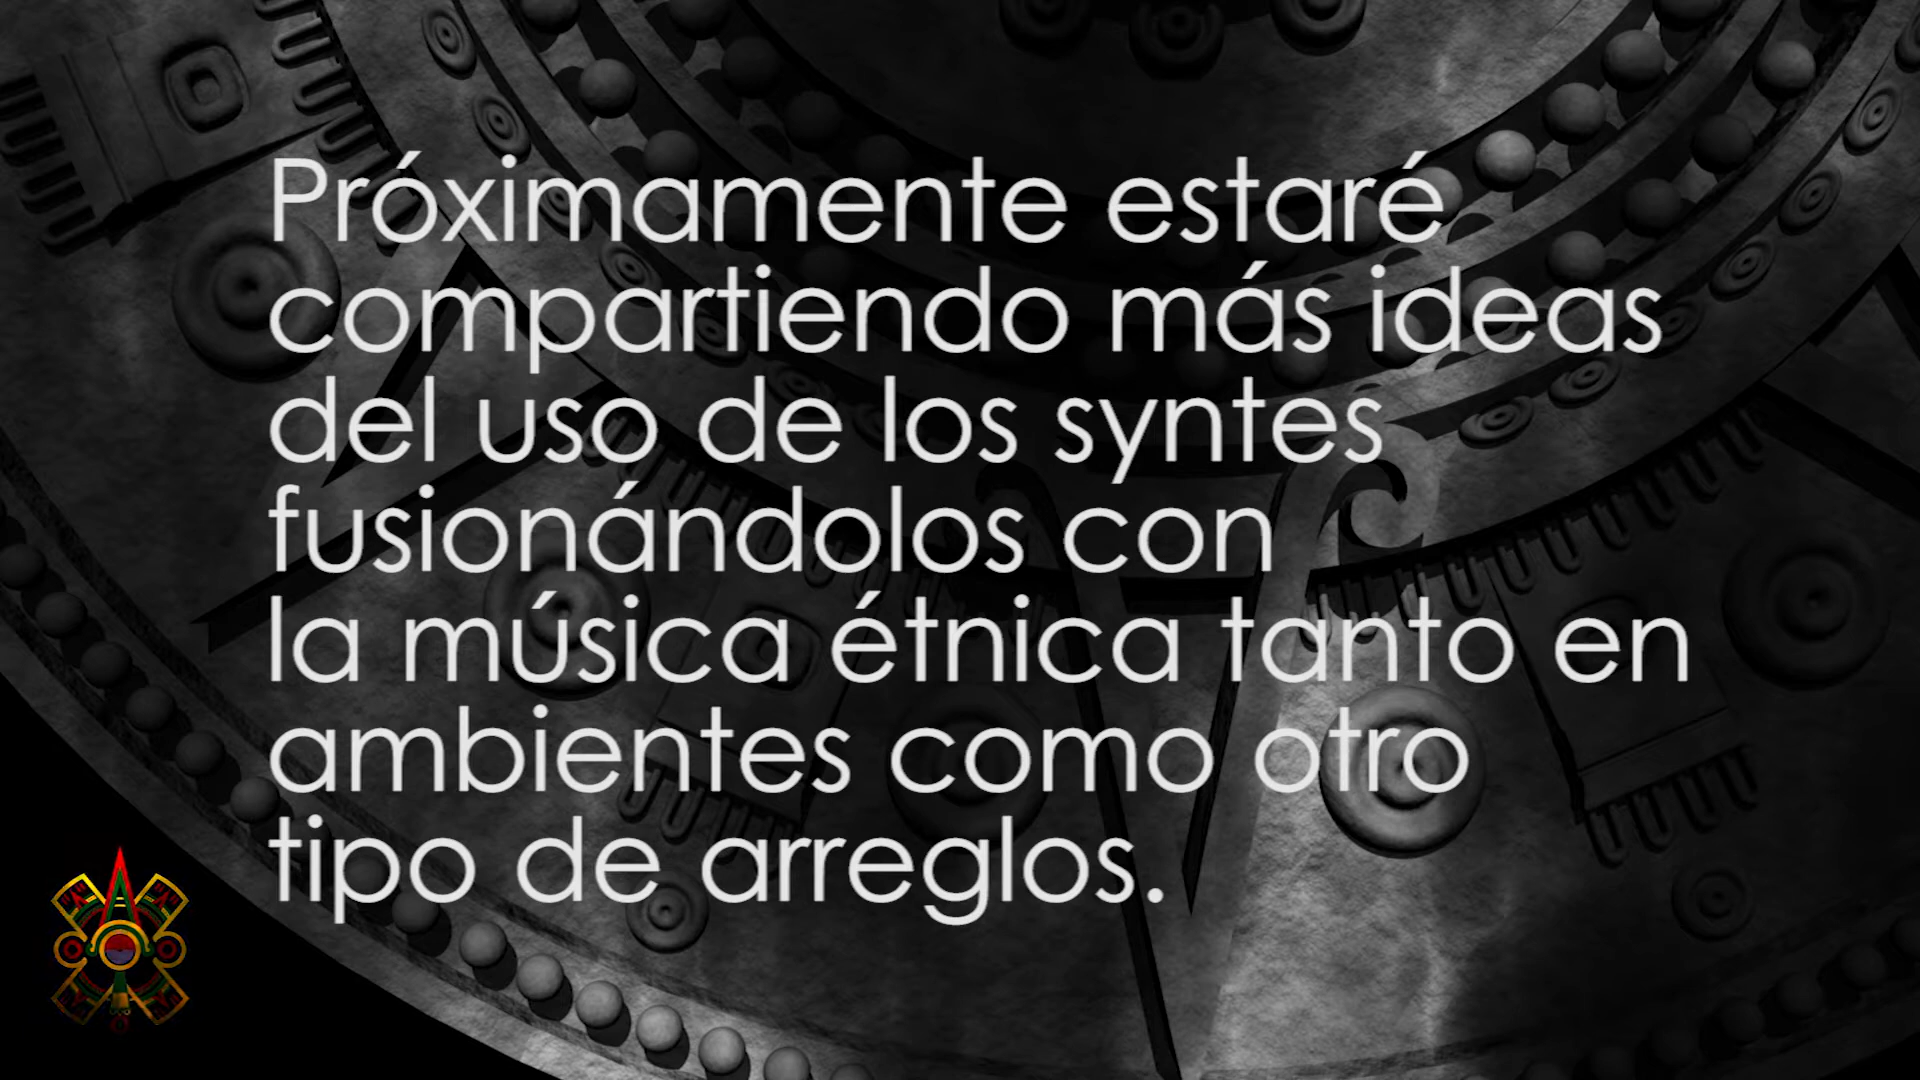 Próximamente estaré
compartiendo más ideas
del uso de los syntes
fusionándolos con
la música étnica tanto en
ambientes como otro
tipo de arreglos.